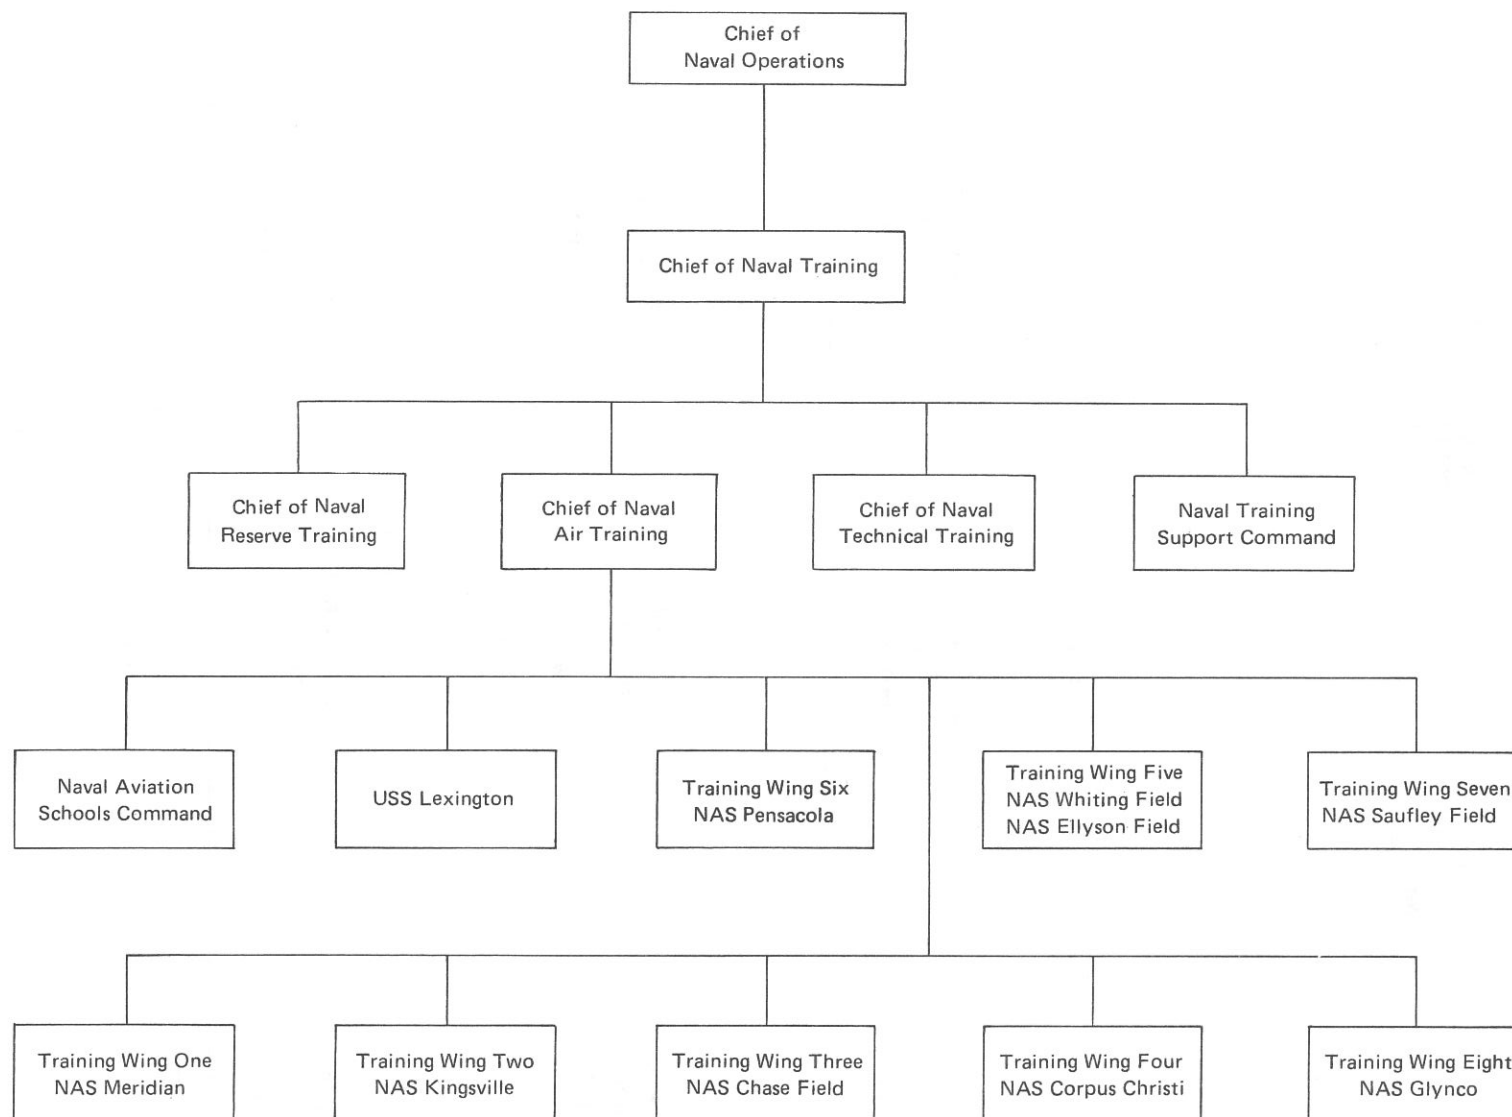 Chief of
Naval Operations
Chief of Naval Training
Chief of Naval
Reserve Training
Chief of Naval
Air Training
Chief of Naval
Technical Training
Naval Training
Support Command
Naval Aviation
Schools Command
USS Lexington
Training Wing Six
NAS Pensacola
Training Wing Five
NAS Whiting Field
NAS Ellyson Field
Training Wing Seven
NAS Saufley Field
Training Wing One
NAS Meridian
Training Wing Two
NAS Kingsville
Training Wing Three
NAS Chase Field
Training Wing Four
NAS Corpus Christi
Training Wing Eight
NAS Glynco